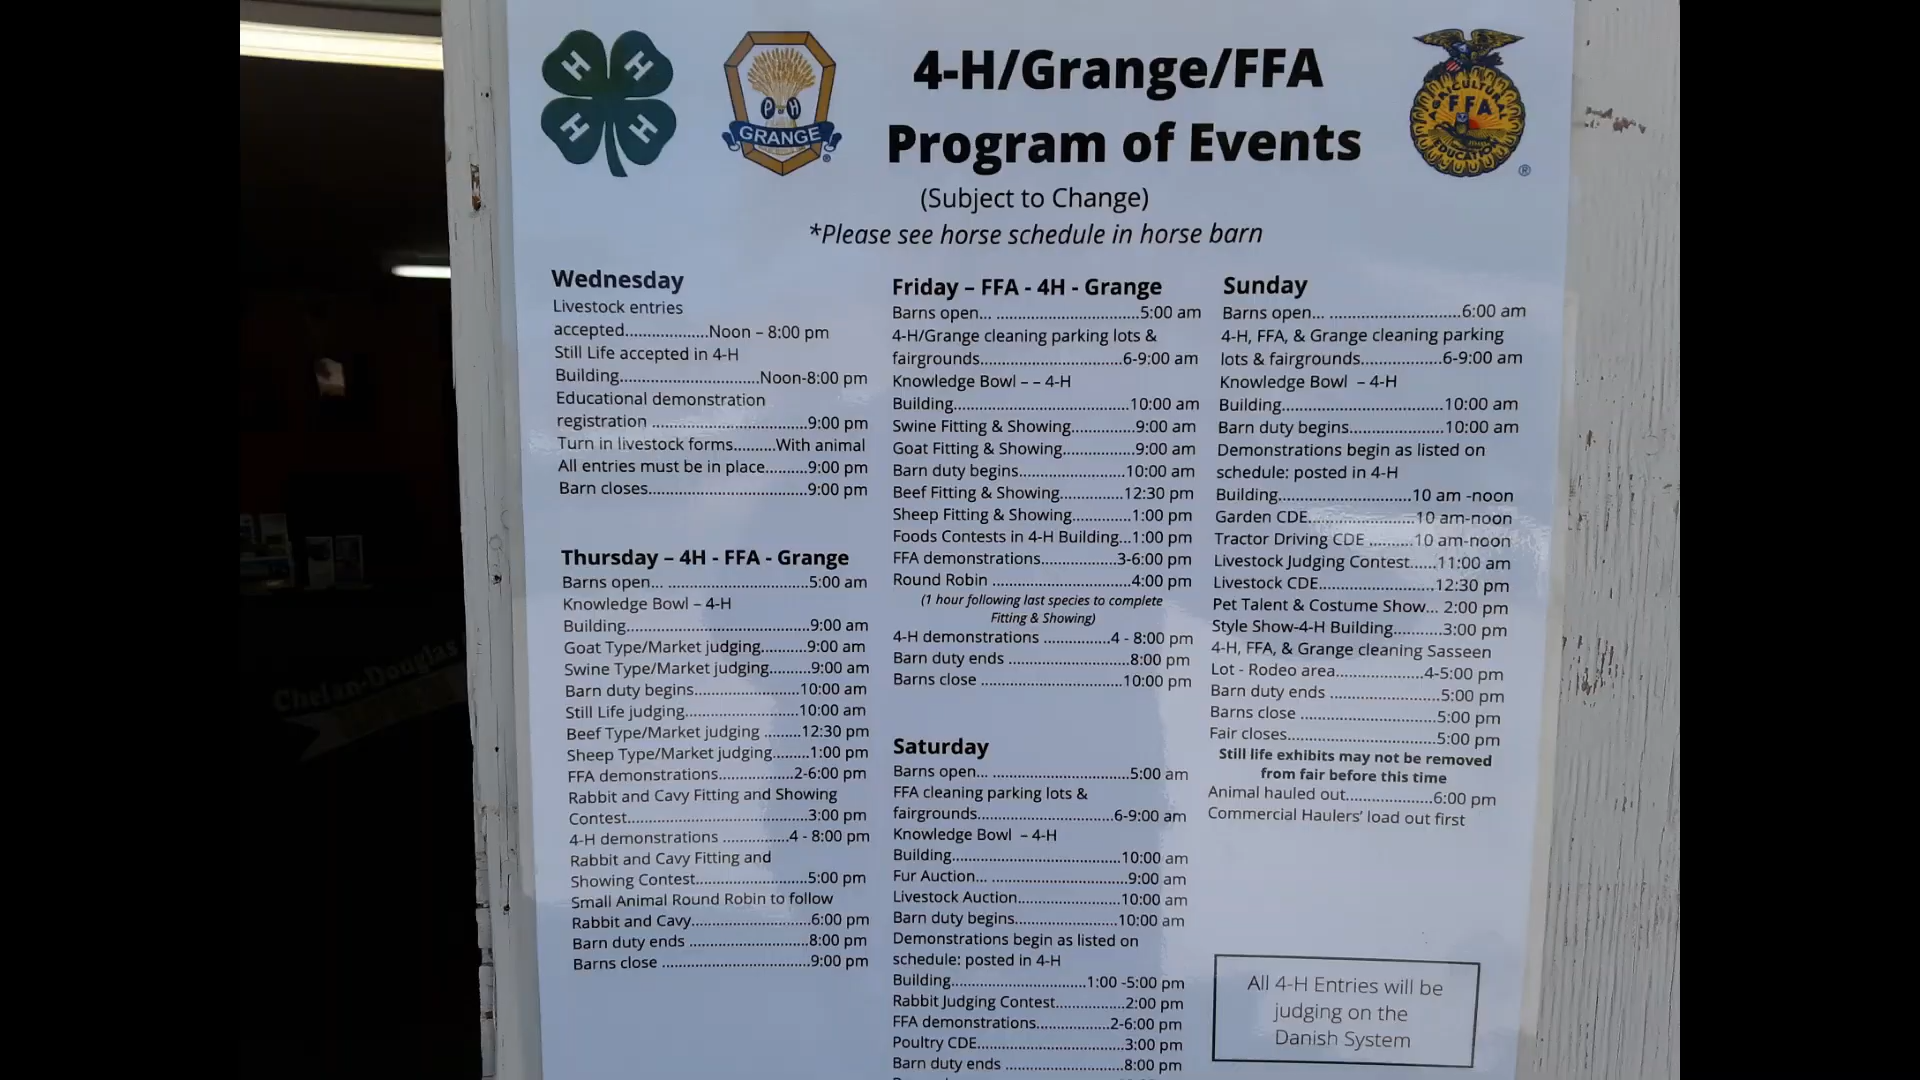 H H
H H
P H
GRANGE
4-H/Grange/FFA
Program of Events
AGRICULTURAL
FFA
EDUCATION
(Subject to Change)
*Please see horse schedule in horse barn
Wednesday
Livestock entries
accepted.................Noon – 8:00 pm
Still Life accepted in 4-H
Building............................Noon-8:00 pm
Educational demonstration
registration ................................9:00 pm
Turn in livestock forms.........With animal
All entries must be in place.........9:00 pm
Barn closes.................................9:00 pm
Thursday – 4H - FFA - Grange
Barns open... .............................5:00 am
Knowledge Bowl – 4-H
Building......................................9:00 am
Goat Type/Market judging..........9:00 am
Swine Type/Market judging.........9:00 am
Barn duty begins......................10:00 am
Still Life judging........................10:00 am
Beef Type/Market judging ........12:30 pm
Sheep Type/Market judging........1:00 pm
FFA demonstrations................2-6:00 pm
Rabbit and Cavy Fitting and Showing
Contest......................................3:00 pm
4-H demonstrations ..............4 - 8:00 pm
Rabbit and Cavy Fitting and
Showing Contest.......................5:00 pm
Small Animal Round Robin to follow
Rabbit and Cavy.........................6:00 pm
Barn duty ends .........................8:00 pm
Barns close ...............................9:00 pm
Friday – FFA - 4H - Grange
Barns open... .............................5:00 am
4-H/Grange cleaning parking lots &
fairgrounds.............................6-9:00 am
Knowledge Bowl – – 4-H
Building....................................10:00 am
Swine Fitting & Showing.............9:00 am
Goat Fitting & Showing...............9:00 am
Barn duty begins......................10:00 am
Beef Fitting & Showing.............12:30 pm
Sheep Fitting & Showing............1:00 pm
Foods Contests in 4-H Building...1:00 pm
FFA demonstrations................3-6:00 pm
Round Robin .............................4:00 pm
(1 hour following last species to complete
Fitting & Showing)
4-H demonstrations ..............4 - 8:00 pm
Barn duty ends .........................8:00 pm
Barns close .............................10:00 pm
Saturday
Barns open... .............................5:00 am
FFA cleaning parking lots &
fairgrounds.............................6-9:00 am
Knowledge Bowl – 4-H
Building....................................10:00 am
Fur Auction... .............................9:00 am
Livestock Auction......................10:00 am
Barn duty begins......................10:00 am
Demonstrations begin as listed on
schedule: posted in 4-H
Building.............................1:00 -5:00 pm
Rabbit Judging Contest...............2:00 pm
FFA demonstrations................2-6:00 pm
Poultry CDE...............................3:00 pm
Barn duty ends .........................8:00 pm
Sunday
Barns open... .............................6:00 am
4-H, FFA, & Grange cleaning parking
lots & fairgrounds.................6-9:00 am
Knowledge Bowl – 4-H
Building..................................10:00 am
Barn duty begins....................10:00 am
Demonstrations begin as listed on
schedule: posted in 4-H
Building............................10 am -noon
Garden CDE.......................10 am-noon
Tractor Driving CDE ..........10 am-noon
Livestock Judging Contest......11:00 am
Livestock CDE........................12:30 pm
Pet Talent & Costume Show... 2:00 pm
Style Show-4-H Building..........3:00 pm
4-H, FFA, & Grange cleaning Sasseen
Lot - Rodeo area...................4-5:00 pm
Barn duty ends .......................5:00 pm
Barns close .............................5:00 pm
Fair closes...............................5:00 pm
Still life exhibits may not be removed
from fair before this time
Animal hauled out...................6:00 pm
Commercial Haulers' load out first
All 4-H Entries will be
judging on the
Danish System
Chelan-Douglas